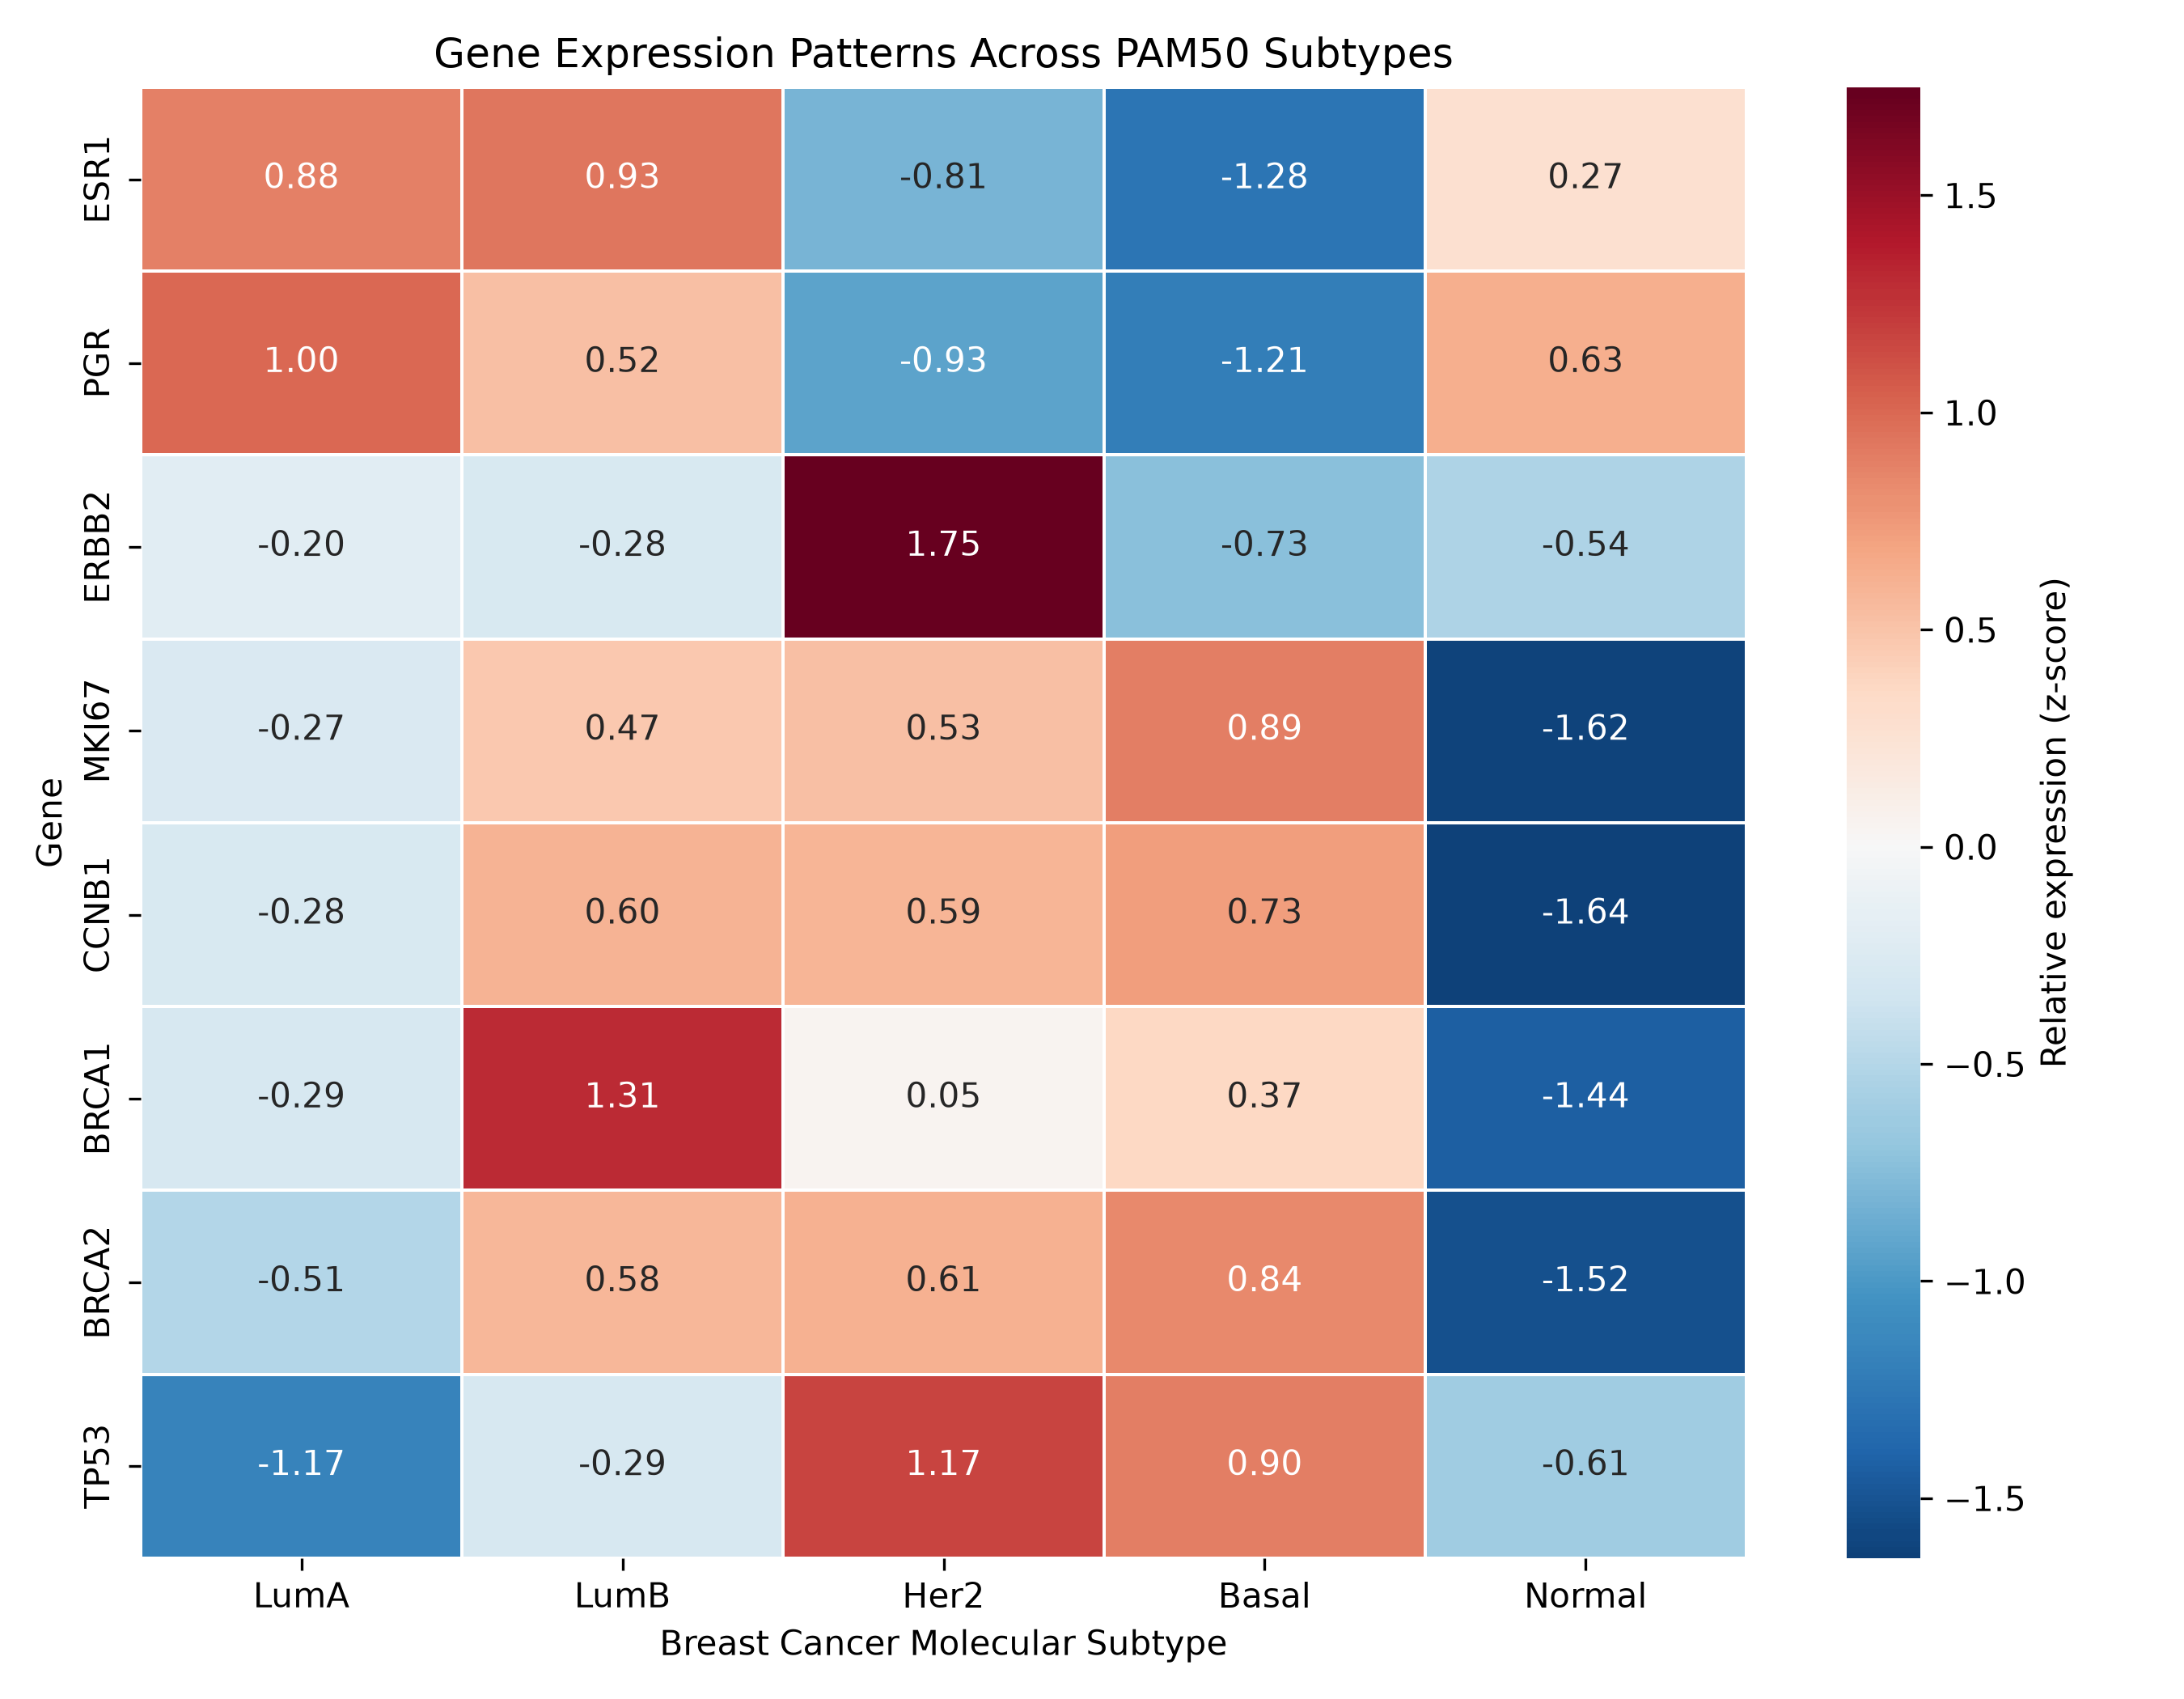 Gene Expression Patterns Across PAM50 Subtypes
ESR1 0.88 0.93 -0.81 -1.28 0.27
PGR 1.00 0.52 -0.93 -1.21 0.63
ERBB2 -0.20 -0.28 1.75 -0.73 -0.54
MKI67 -0.27 0.47 0.53 0.89 -1.62
CCNB1 -0.28 0.60 0.59 0.73 -1.64
BRCA1 -0.29 1.31 0.05 0.37 -1.44
BRCA2 -0.51 0.58 0.61 0.84 -1.52
TP53 -1.17 -0.29 1.17 0.90 -0.61
LumA LumB Her2 Basal Normal
Breast Cancer Molecular Subtype
Gene
1.5
1.0
0.5
0.0
−0.5
−1.0
−1.5
Relative expression (z-score)